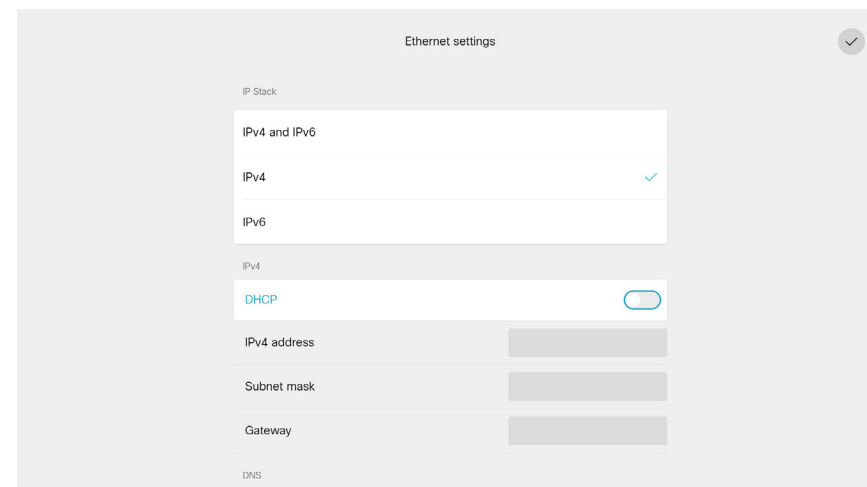 Ethernet settings
IP Stack
IPv4 and IPv6
IPv4
IPv6
IPv4
DHCP
IPv4 address
Subnet mask
Gateway
DNS